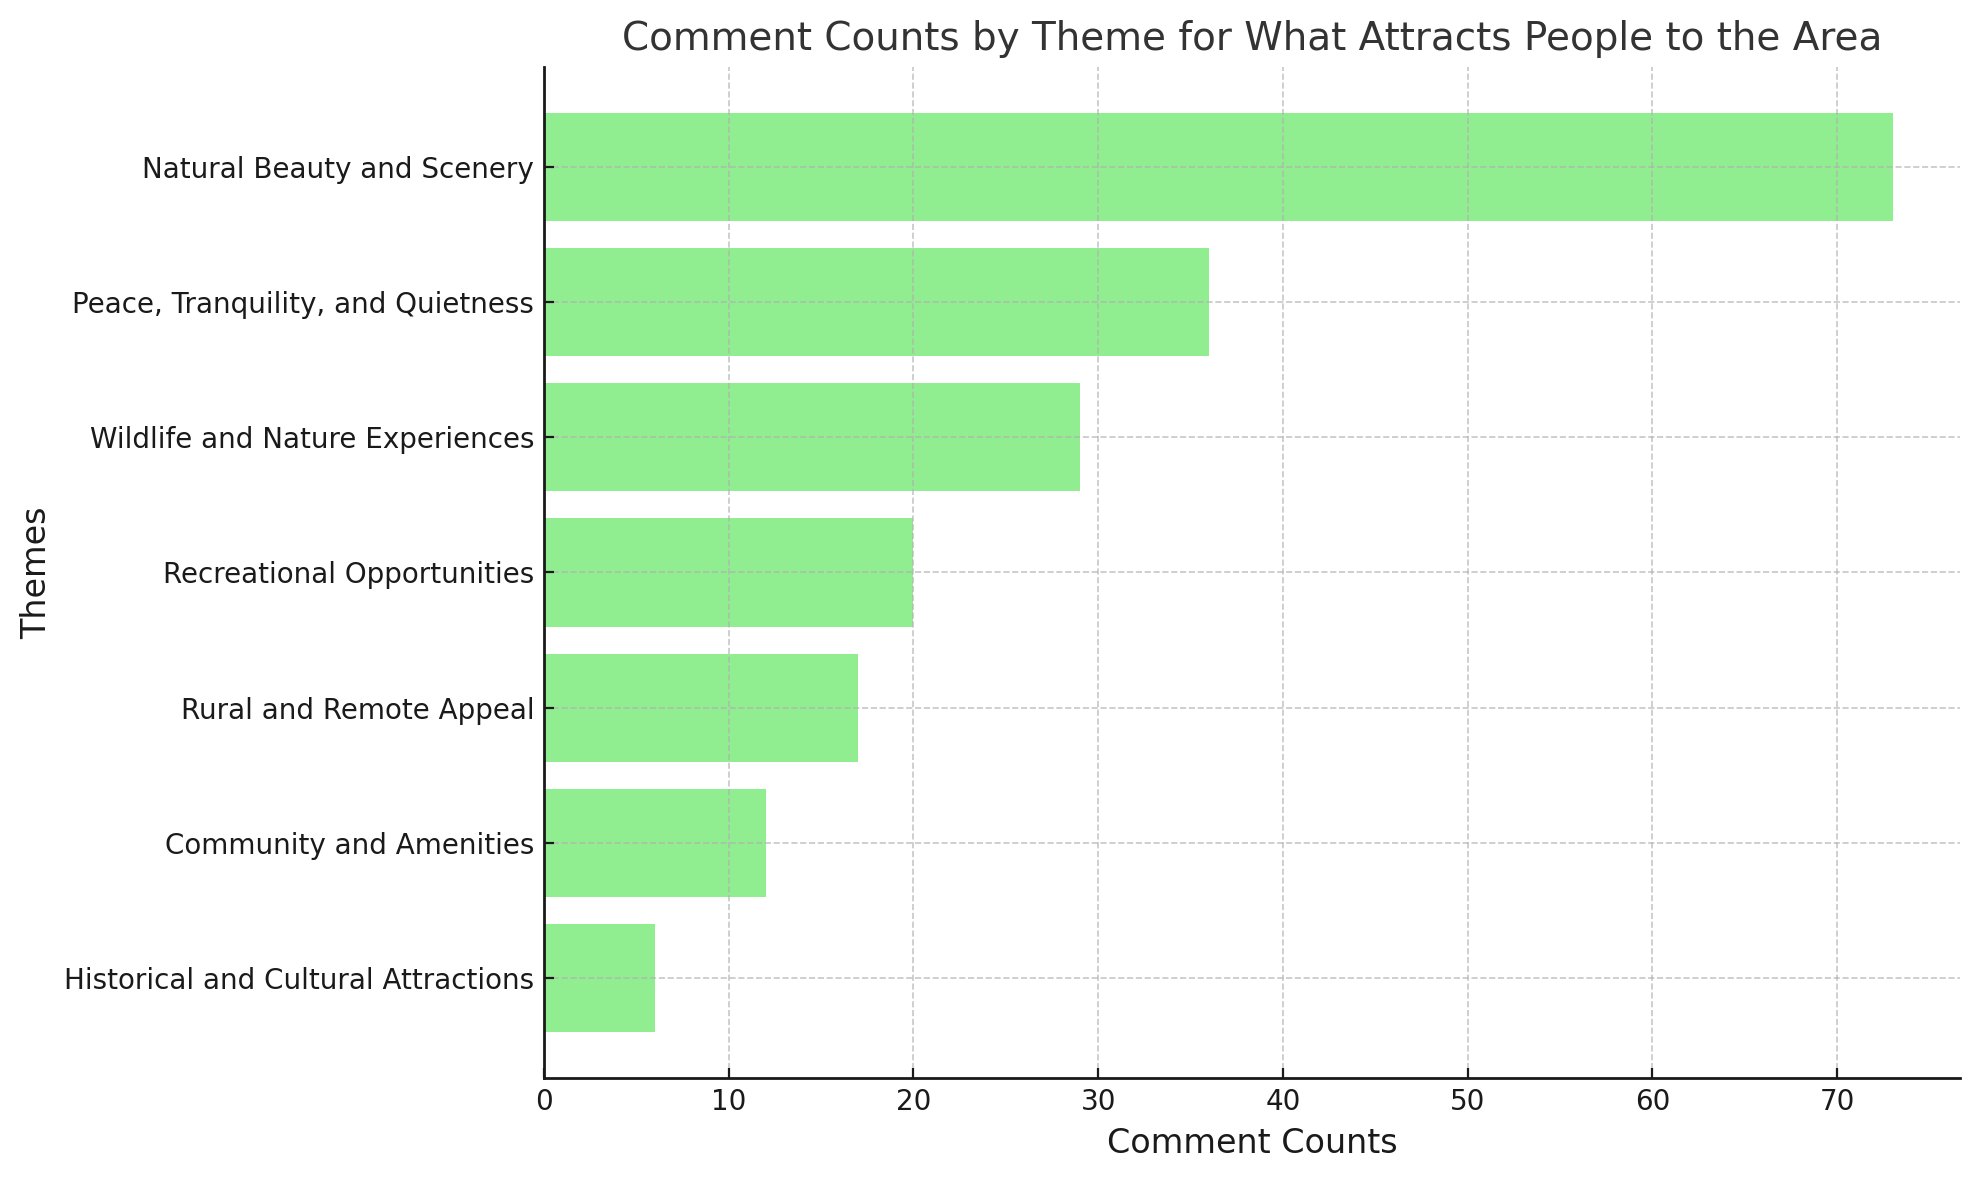 Comment Counts by Theme for What Attracts People to the Area
Natural Beauty and Scenery
Peace, Tranquility, and Quietness
Wildlife and Nature Experiences
Recreational Opportunities
Rural and Remote Appeal
Community and Amenities
Historical and Cultural Attractions
Themes
0 10 20 30 40 50 60 70
Comment Counts